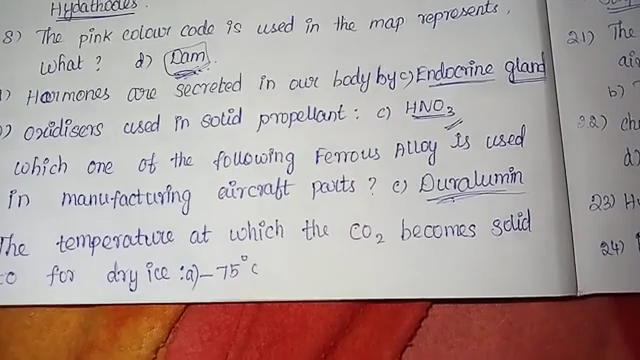 Hydathodes.
8) The pink colour code is used in the map represents,
What ? d) Dam.
) Hormones are secreted in our body by c) Endocrine gland
) Oxidisers used in solid propellant : c) HNO3
Which one of the following Ferrous Alloy is used
in manufacturing aircraft parts ? c) Duralumin
The temperature at which the CO2 becomes solid
for dry ice : a) -75°C
21) The
air
b)
22) ch
d)
23) H
24)